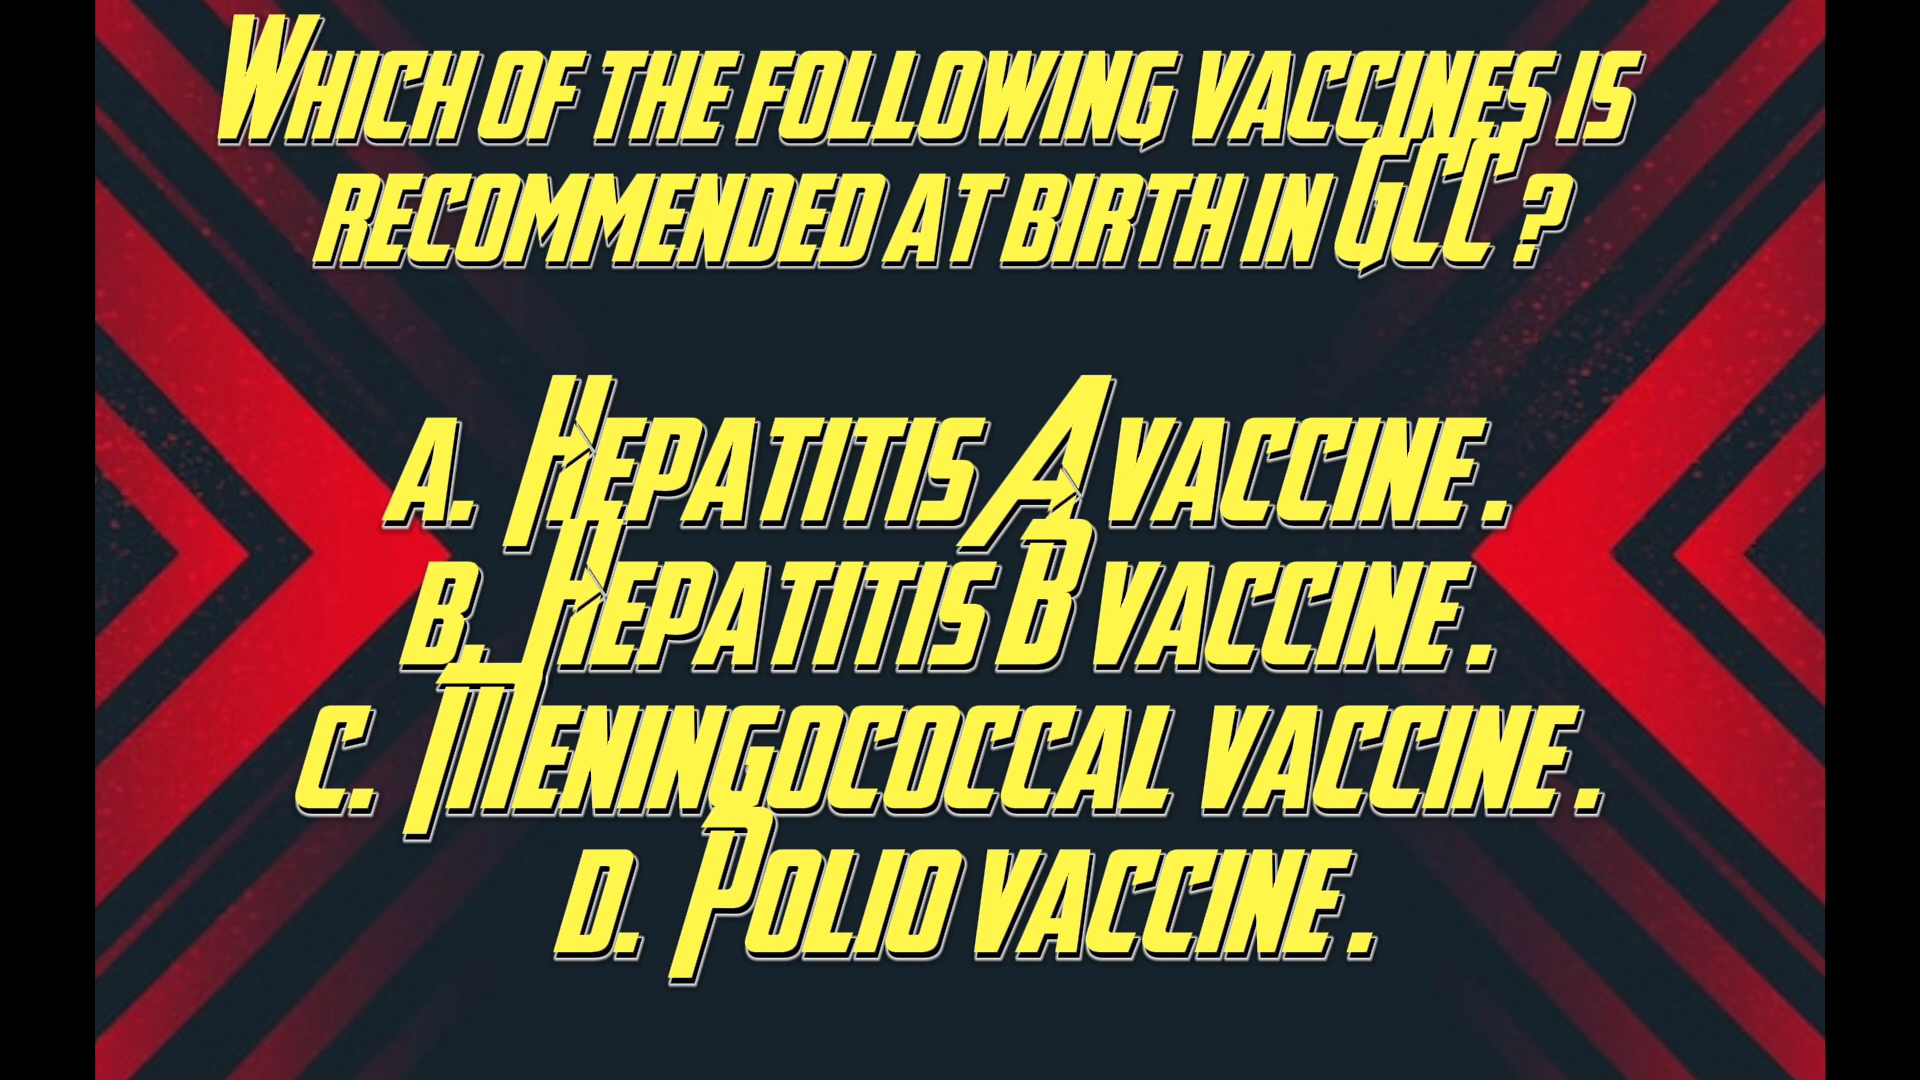 Which of the following vaccines is
recommended at birth in GCC ?
a. Hepatitis A vaccine .
b. Hepatitis B vaccine .
c. Meningococcal vaccine .
d. Polio vaccine .